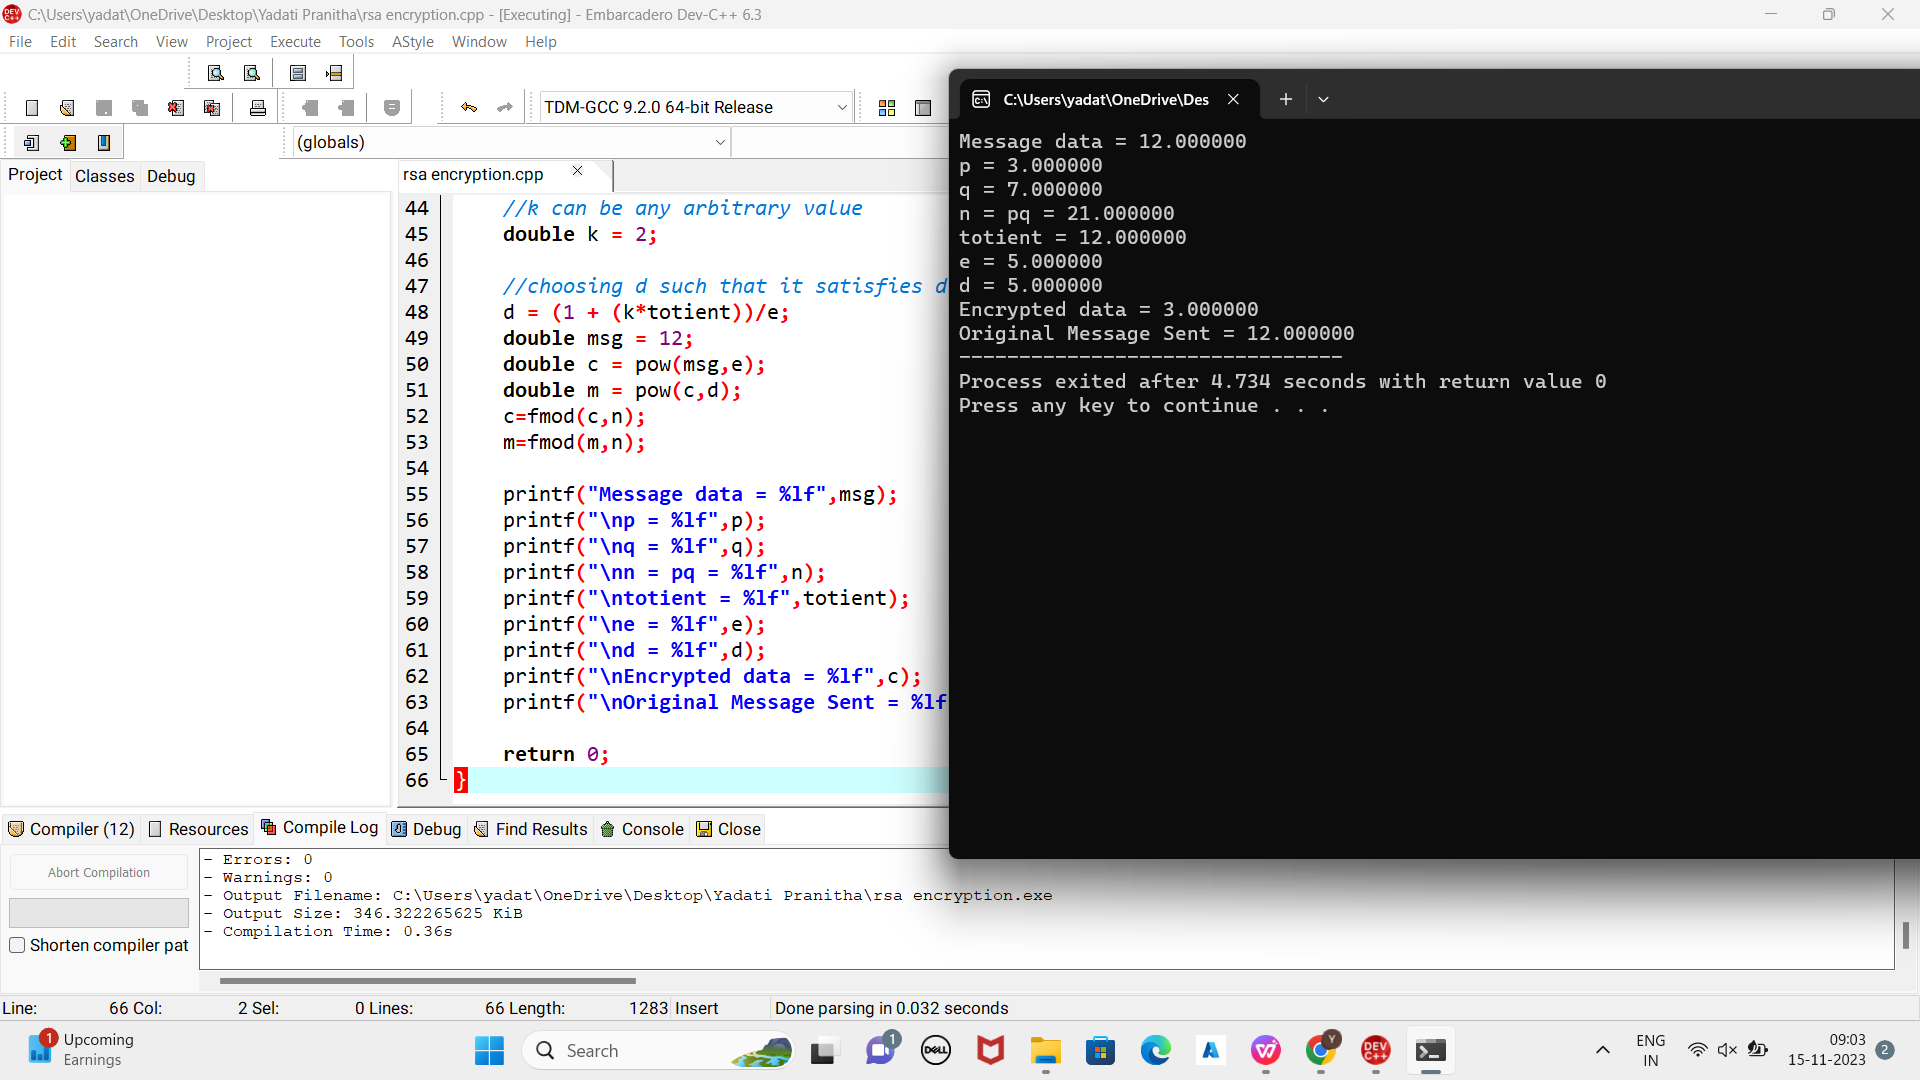 C:\Users\yadat\OneDrive\Desktop\Yadati Pranitha\rsa encryption.cpp - [Executing] - Embarcadero Dev-C++ 6.3
File Edit Search View Project Execute Tools AStyle Window Help
TDM-GCC 9.2.0 64-bit Release
(globals)
Project Classes Debug
rsa encryption.cpp
44 //k can be any arbitrary value
45 double k = 2;
46
47 //choosing d such that it satisfies d
48 d = (1 + (k*totient))/e;
49 double msg = 12;
50 double c = pow(msg,e);
51 double m = pow(c,d);
52 c=fmod(c,n);
53 m=fmod(m,n);
54
55 printf("Message data = %lf",msg);
56 printf("\np = %lf",p);
57 printf("\nq = %lf",q);
58 printf("\nn = pq = %lf",n);
59 printf("\ntotient = %lf",totient);
60 printf("\ne = %lf",e);
61 printf("\nd = %lf",d);
62 printf("\nEncrypted data = %lf",c);
63 printf("\nOriginal Message Sent = %lf
64
65 return 0;
66 }
C:\Users\yadat\OneDrive\Des
Message data = 12.000000
p = 3.000000
q = 7.000000
n = pq = 21.000000
totient = 12.000000
e = 5.000000
d = 5.000000
Encrypted data = 3.000000
Original Message Sent = 12.000000
--------------------------------
Process exited after 4.734 seconds with return value 0
Press any key to continue . . .
Compiler (12) Resources Compile Log Debug Find Results Console Close
Abort Compilation
Shorten compiler pat
- Errors: 0
- Warnings: 0
- Output Filename: C:\Users\yadat\OneDrive\Desktop\Yadati Pranitha\rsa encryption.exe
- Output Size: 346.322265625 KiB
- Compilation Time: 0.36s
Line: 66 Col: 2 Sel: 0 Lines: 66 Length: 1283 Insert Done parsing in 0.032 seconds
1
Upcoming
Earnings
Search
1
DELL
Y
DEV C++
ENG
IN
09:03
15-11-2023
2